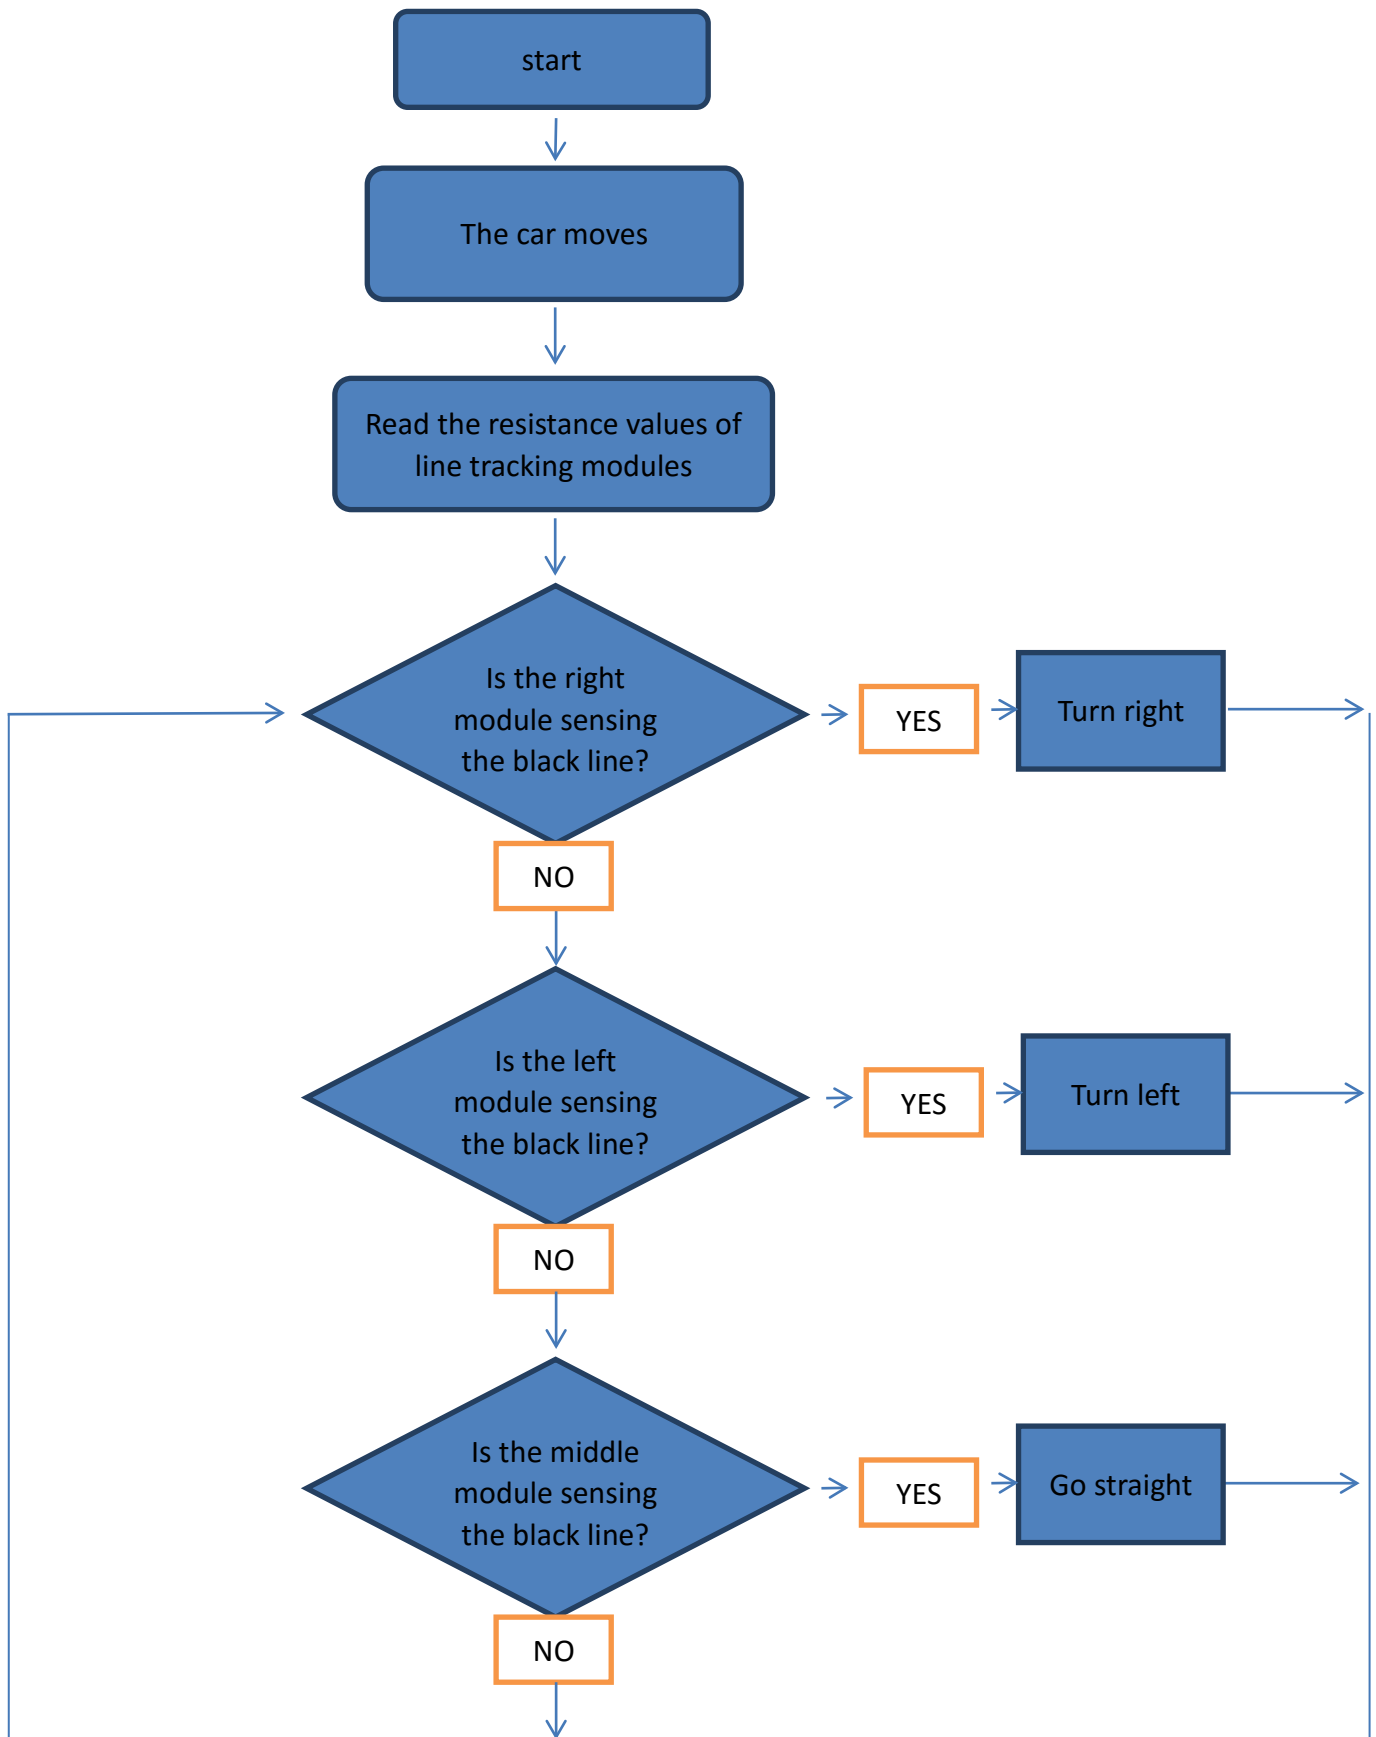 start
The car moves
Read the resistance values of
line tracking modules
Is the right
module sensing
the black line?
YES
Turn right
NO
Is the left
module sensing
the black line?
YES
Turn left
NO
Is the middle
module sensing
the black line?
YES
Go straight
NO